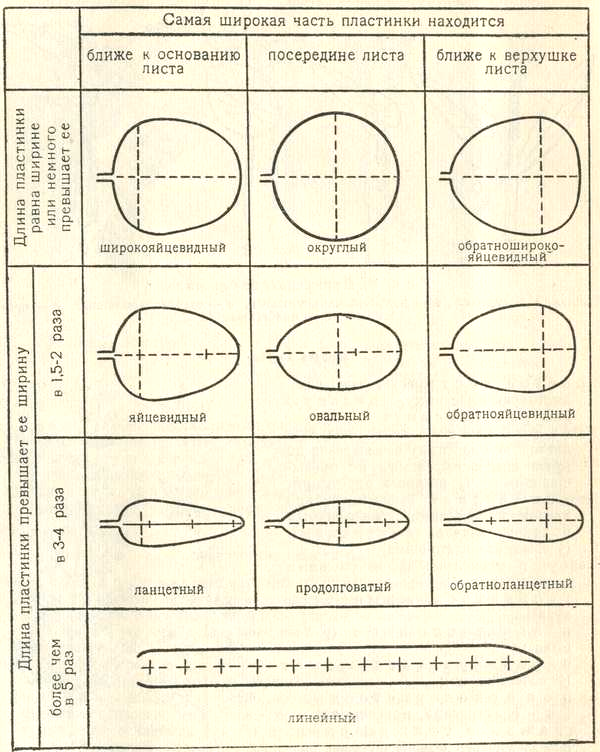 Самая широкая часть пластинки находится
ближе к основанию
листа
посередине листа
ближе к верхушке
листа
Длина пластинки
равна ширине
или немного
превышает ее
широкояйцевидный
округлый
обратношироко-
яйцевидный
Длина пластинки превышает ее ширину
в 1,5-2 раза
яйцевидный
овальный
обратнояйцевидный
в 3-4 раза
ланцетный
продолговатый
обратноланцетный
более чем
в 5 раз
линейный